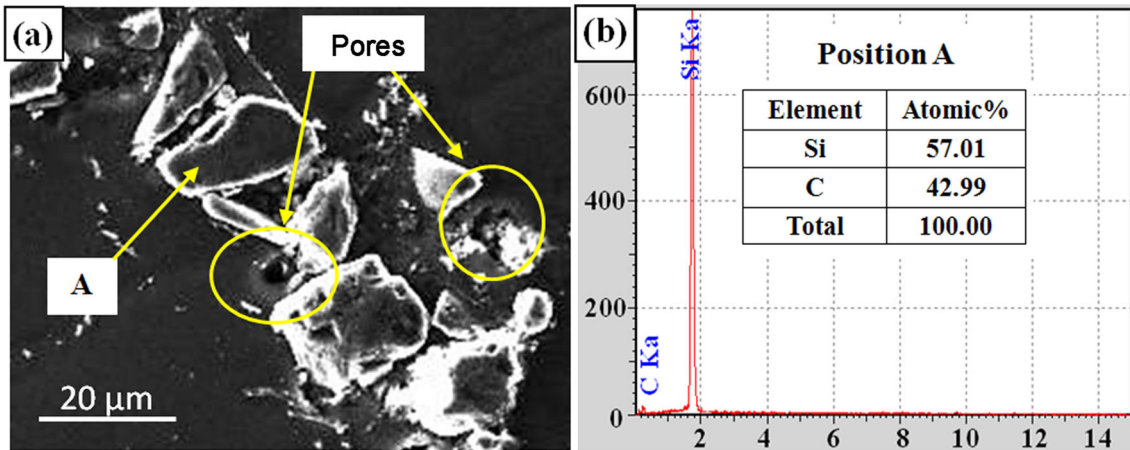 (a)
Pores
A
20 µm
(b)
Si Ka
C Ka
Position A
Element Atomic%
Si 57.01
C 42.99
Total 100.00
600
400
200
0
2 4 6 8 10 12 14